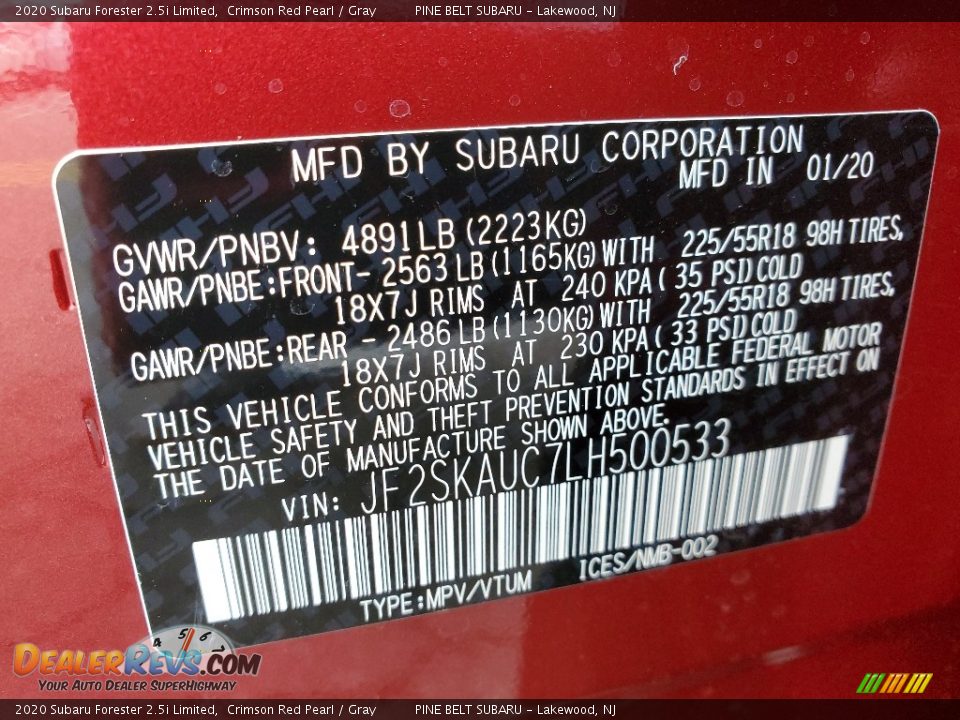 2020 Subaru Forester 2.5i Limited, Crimson Red Pearl / Gray PINE BELT SUBARU - Lakewood, NJ
MFD BY SUBARU CORPORATION
MFD IN 01/20
GVWR/PNBV: 4891LB (2223KG)
GAWR/PNBE:FRONT- 2563 LB (1165KG) WITH 225/55R18 98H TIRES,
18X7J RIMS AT 240 KPA ( 35 PSI) COLD
GAWR/PNBE:REAR - 2486 LB (1130KG) WITH 225/55R18 98H TIRES,
18X7J RIMS AT 230 KPA ( 33 PSI) COLD
THIS VEHICLE CONFORMS TO ALL APPLICABLE FEDERAL MOTOR
VEHICLE SAFETY AND THEFT PREVENTION STANDARDS IN EFFECT ON
THE DATE OF MANUFACTURE SHOWN ABOVE.
VIN: JF2SKAUC7LH500533
TYPE:MPV/VTUM ICES/NMB-002
4 5 6 7
DEALERREVS.COM
YOUR AUTO DEALER SUPERHIGHWAY
2020 Subaru Forester 2.5i Limited, Crimson Red Pearl / Gray PINE BELT SUBARU - Lakewood, NJ